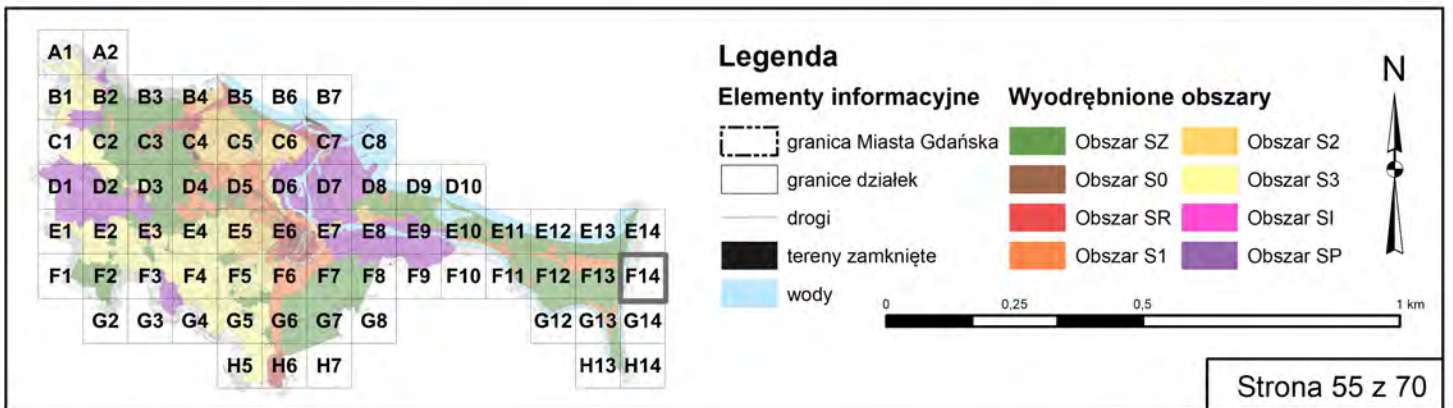 A1 A2
B1 B2 B3 B4 B5 B6 B7
C1 C2 C3 C4 C5 C6 C7 C8
D1 D2 D3 D4 D5 D6 D7 D8 D9 D10
E1 E2 E3 E4 E5 E6 E7 E8 E9 E10 E11 E12 E13 E14
F1 F2 F3 F4 F5 F6 F7 F8 F9 F10 F11 F12 F13 F14
G2 G3 G4 G5 G6 G7 G8 G12 G13 G14
H5 H6 H7 H13 H14
Legenda
Elementy informacyjne
granica Miasta Gdańska
granice działek
drogi
tereny zamknięte
wody
Wyodrębnione obszary
Obszar SZ
Obszar S0
Obszar SR
Obszar S1
Obszar S2
Obszar S3
Obszar SI
Obszar SP
N
0 0,25 0,5 1 km
Strona 55 z 70